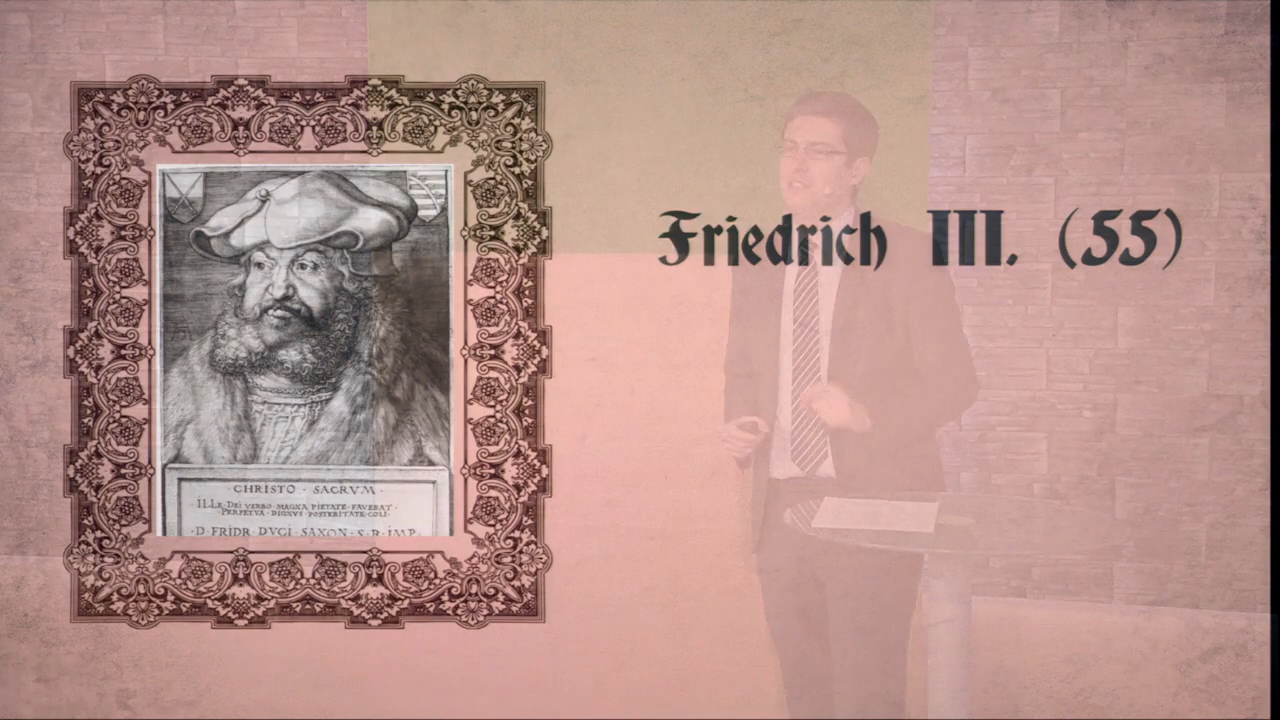 Friedrich III. (55)
· CHRISTO · SACRVM ·
ILLE DEI VERBO · MAGNA PIETATE · FAVEBAT ·
PERPETVA · DIGNVS · POSTERITATE · COLI ·
· D · FRIDR · DVCI · SAXON · S · R · IMP ·